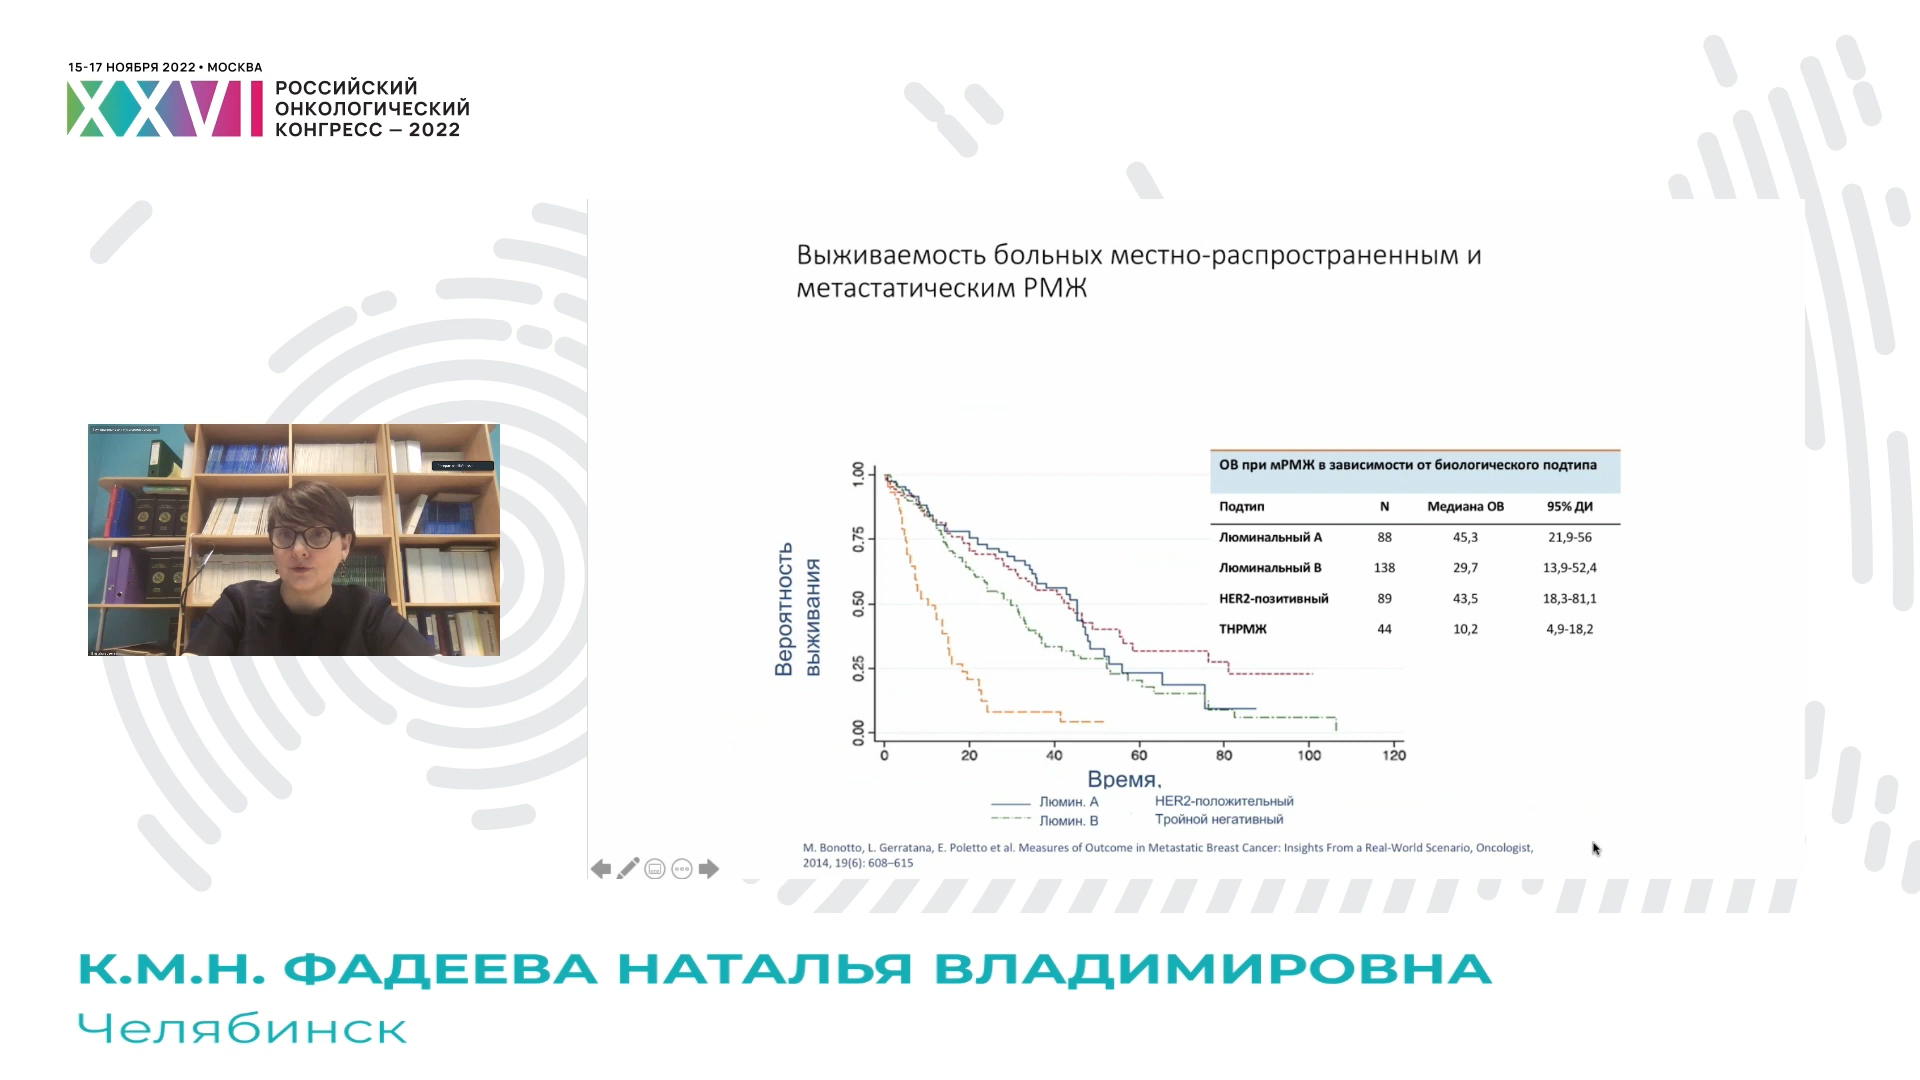 15-17 НОЯБРЯ 2022 • МОСКВА
XXVI
РОССИЙСКИЙ
ОНКОЛОГИЧЕСКИЙ
КОНГРЕСС — 2022
Выживаемость больных местно-распространенным и
метастатическим РМЖ
Вероятность
выживания
1.00
0.75
0.50
0.25
0.00
0 20 40 60 80 100 120
Время,
Люмин. A
Люмин. B
HER2-положительный
Тройной негативный
ОВ при мРМЖ в зависимости от биологического подтипа
Подтип N Медиана ОВ 95% ДИ
Люминальный А 88 45,3 21,9-56
Люминальный В 138 29,7 13,9-52,4
HER2-позитивный 89 43,5 18,3-81,1
ТНРМЖ 44 10,2 4,9-18,2
M. Bonotto, L. Gerratana, E. Poletto et al. Measures of Outcome in Metastatic Breast Cancer: Insights From a Real-World Scenario, Oncologist,
2014, 19(6): 608–615
К.М.Н. ФАДЕЕВА НАТАЛЬЯ ВЛАДИМИРОВНА
Челябинск